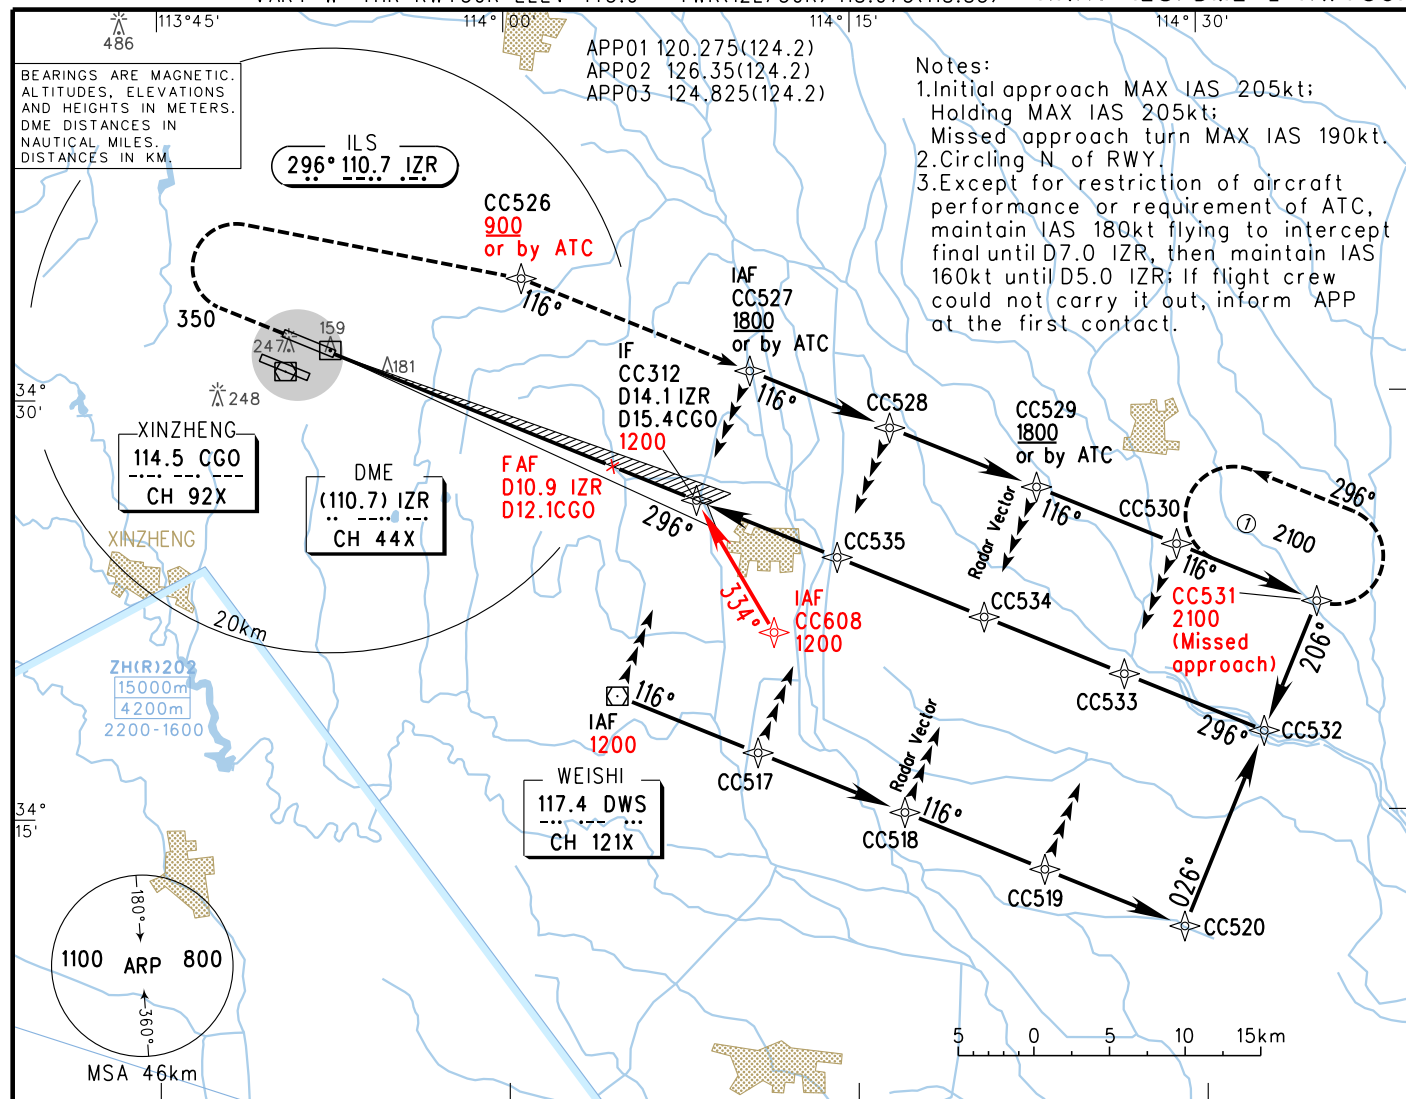 113°45'
114° 00'
114°15'
114°30'
486
APP01 120.275(124.2)
APP02 126.35(124.2)
APP03 124.825(124.2)
BEARINGS ARE MAGNETIC.
ALTITUDES, ELEVATIONS
AND HEIGHTS IN METERS.
DME DISTANCES IN
NAUTICAL MILES.
DISTANCES IN KM.
Notes:
1.Initial approach MAX IAS 205kt;
Holding MAX IAS 205kt;
Missed approach turn MAX IAS 190kt.
2.Circling N of RWY.
3.Except for restriction of aircraft
performance or requirement of ATC,
maintain IAS 180kt flying to intercept
final until D7.0 IZR, then maintain IAS
160kt until D5.0 IZR; If flight crew
could not carry it out, inform APP
at the first contact.
ILS
296° 110.7 IZR
CC526
900
or by ATC
116°
IAF
CC527
1800
or by ATC
116°
350
159
247
181
248
IF
CC312
D14.1 IZR
D15.4CGO
1200
CC528
CC529
1800
or by ATC
116°
34°
30'
XINZHENG
114.5 CGO
CH 92X
DME
(110.7) IZR
CH 44X
FAF
D10.9 IZR
D12.1CGO
296°
Radar Vector
CC530
116°
296°
① 2100
XINZHENG
CC535
334°
IAF
CC608
1200
CC534
CC531
2100
(Missed
approach)
206°
20km
ZH(R)202
15000m
4200m
2200-1600
116°
IAF
1200
CC533
296°
CC532
Radar Vector
CC517
WEISHI
117.4 DWS
CH 121X
34°
15'
116°
CC518
CC519
026°
CC520
180°
1100 ARP 800
360°
MSA 46km
5 0 5 10 15km